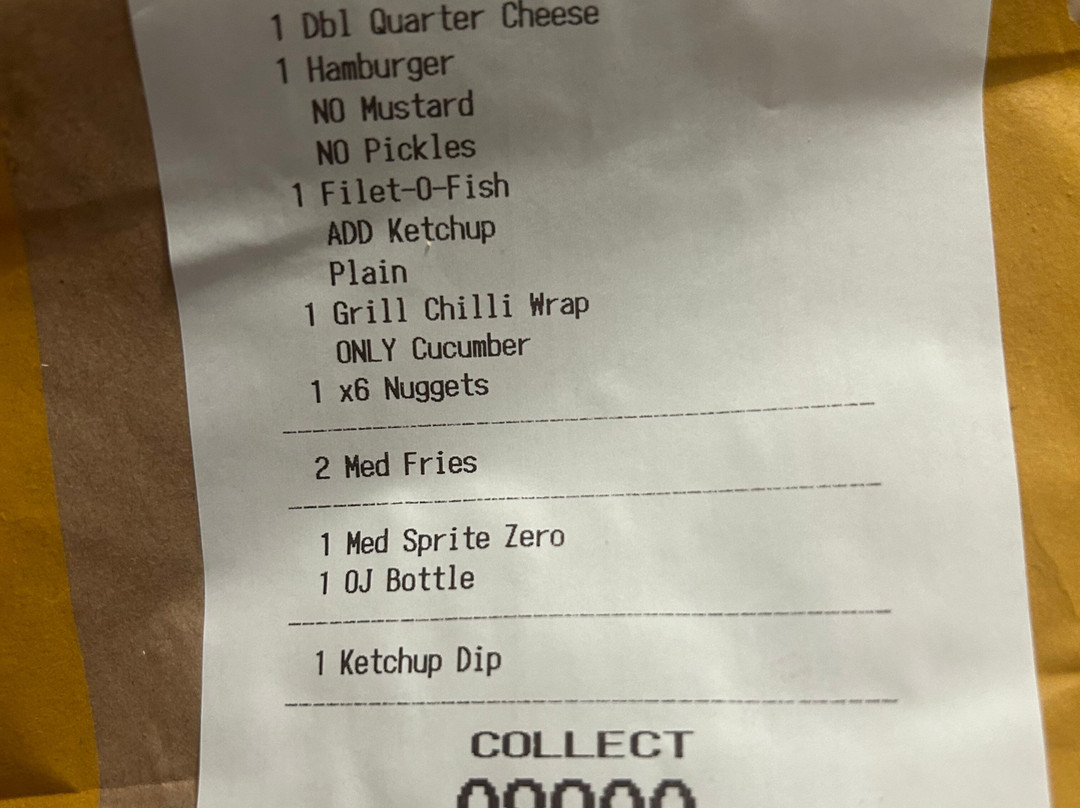 1 Dbl Quarter Cheese
1 Hamburger
NO Mustard
NO Pickles
1 Filet-O-Fish
ADD Ketchup
Plain
1 Grill Chilli Wrap
ONLY Cucumber
1 x6 Nuggets
2 Med Fries
1 Med Sprite Zero
1 OJ Bottle
1 Ketchup Dip
COLLECT